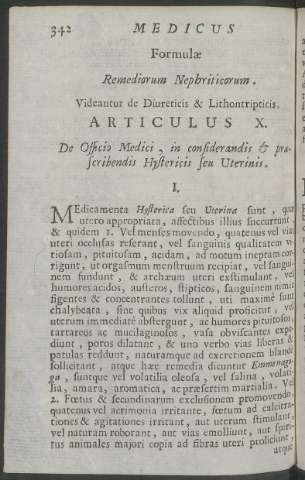 342 MEDICUS
Formulæ
Remediorum Nephriticorum.
Videantur de Diureticis & Lithontripticis.
ARTICULUS X.
De Officio Medici, in considerandis & præ-
scribendis Hystericis seu Uterinis.
I.
Medicamenta Hysterica seu Uterina sunt, quæ
utero appropriata, affectibus illius succurrunt,
& quidem 1. Vel menses movendo, quatenus vel vias
uteri occlusas referant, vel sanguinis qualitatem vi-
tiosam, pituitosam, acidam, ad motum ineptam cor-
rigunt, ut orgasmum menstruum recipiat, vel sangui-
nem fundunt, & archæum uteri exstimulant, vel
humores acidos, austeros, stipticos, sanguinem nimis
figentes & concentrantes tollunt, uti maxime sunt
chalybeata, sine quibus vix aliquid proficitur, vel
uterum immediate abstergunt, ac humores pituitosos,
tartareos ac mucilaginosos, vasa obviscantes expe-
diunt, poros dilatant, & uno verbo vias liberas &
patulas reddunt, naturamque ad excretionem blande
sollicitant, atque hæc remedia dicuntur Emmenago-
ga, suntque vel volatilia oleosa, vel salina, volati-
lia, amara, aromatica, ac præsertim martialia. Vel
2. Fœtus & secundinarum exclusionem promovendo,
quatenus vel acrimonia irritante, fœtum ad calcitra-
tiones & agitationes irritant, aut uterum stimulant,
vel naturam roborant, aut vias emolliunt, aut spiri-
tus animales majori copia ad fibras uteri proliciunt,
atque